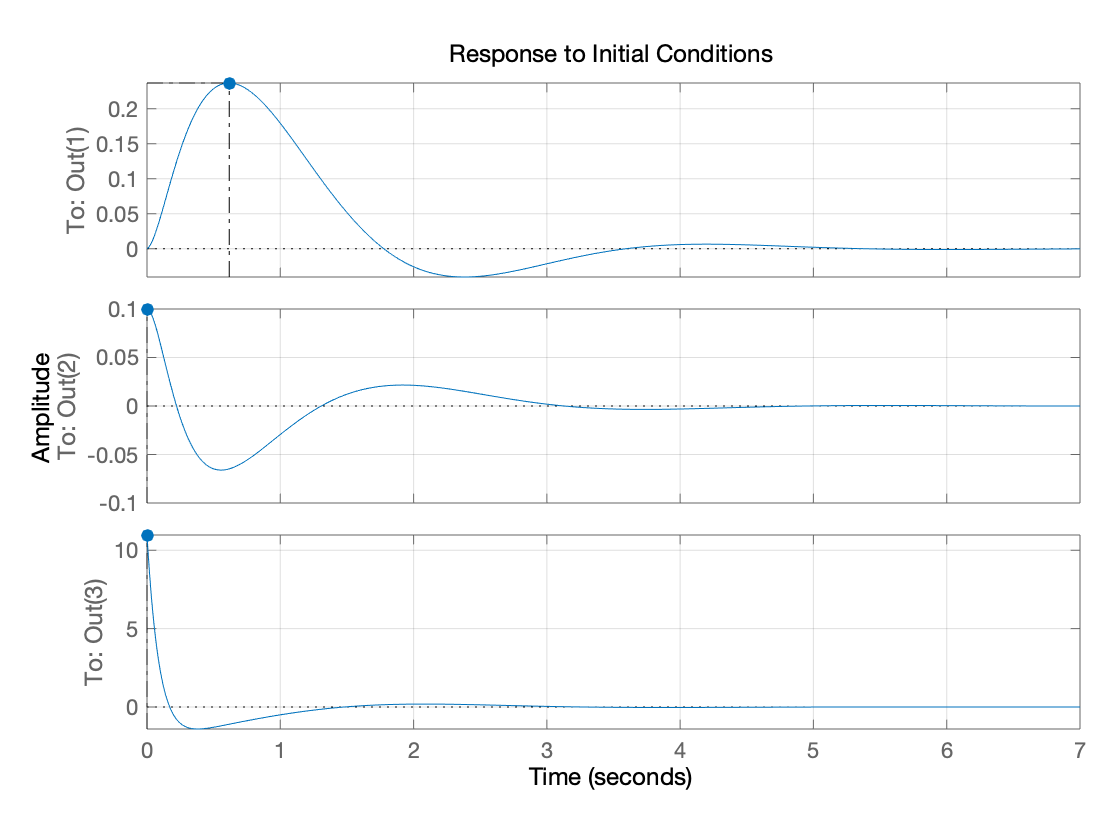 Response to Initial Conditions
To: Out(1)
0.2
0.15
0.1
0.05
0
Amplitude
To: Out(2)
0.1
0.05
0
-0.05
-0.1
To: Out(3)
10
5
0
0 1 2 3 4 5 6 7
Time (seconds)